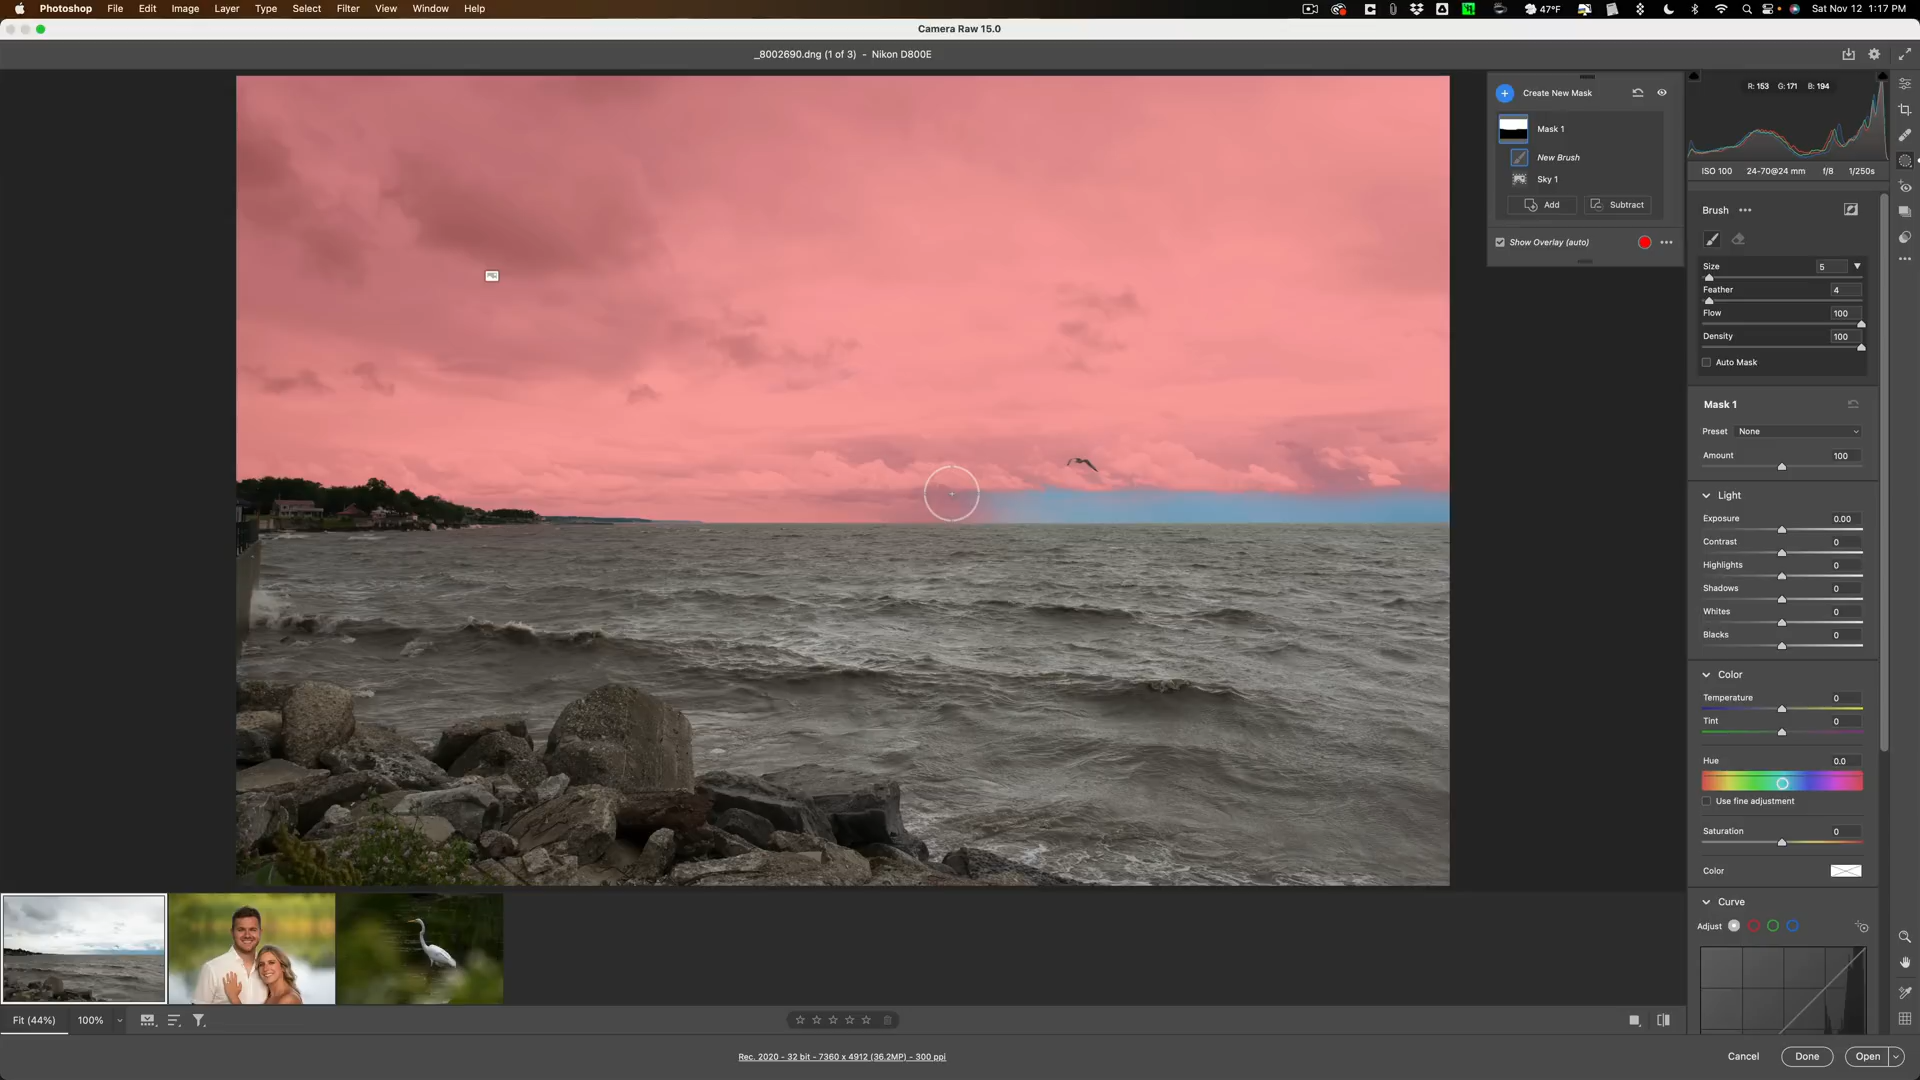 Photoshop File Edit Image Layer Type Select Filter View Window Help 47°F Sat Nov 12 1:17 PM
Camera Raw 15.0
_8002690.dng (1 of 3) - Nikon D800E
R: 153 G: 171 B: 194
ISO 100 24-70@24 mm f/8 1/250s
Create New Mask
Mask 1
New Brush
Sky 1
Add Subtract
Show Overlay (auto)
Brush
Size 5
Feather 4
Flow 100
Density 100
Auto Mask
Mask 1
Preset None
Amount 100
Light
Exposure 0.00
Contrast 0
Highlights 0
Shadows 0
Whites 0
Blacks 0
Color
Temperature 0
Tint 0
Hue 0.0
Use fine adjustment
Saturation 0
Color
Curve
Adjust
Fit (44%) 100%
Rec. 2020 - 32 bit - 7360 x 4912 (36.2MP) - 300 ppi
Cancel Done Open